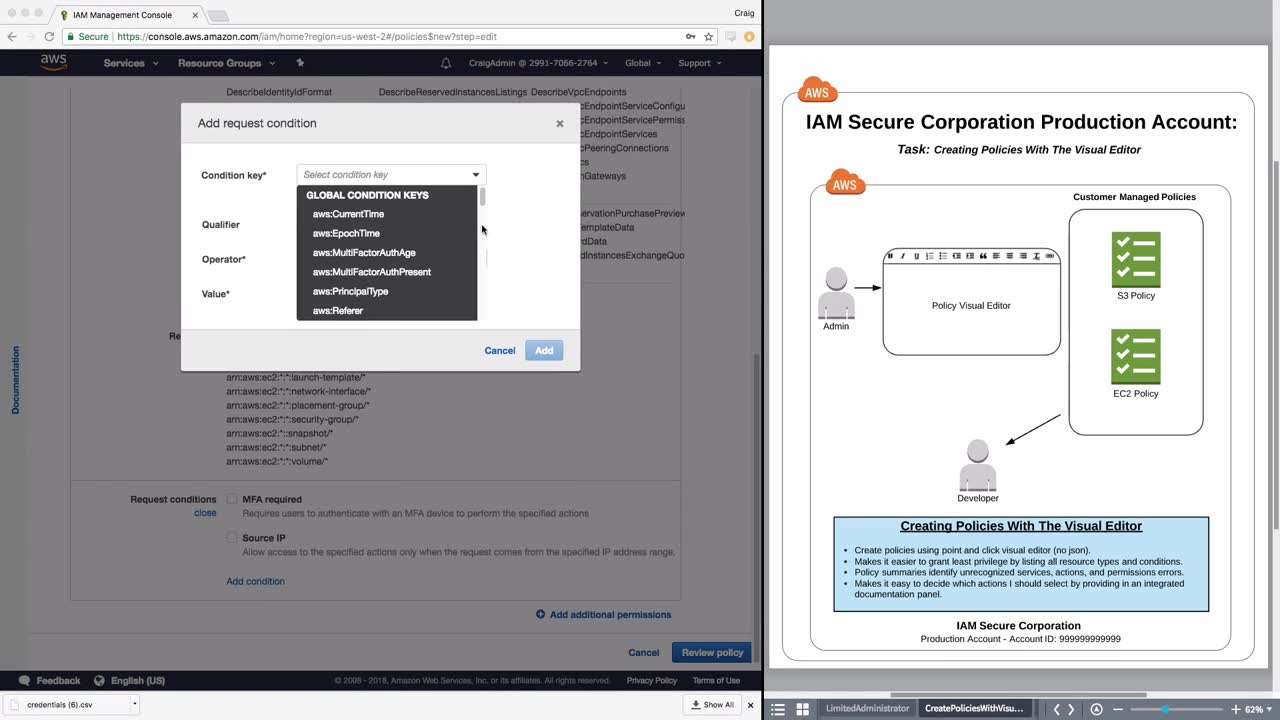 IAM Management Console
Craig
Secure
https://console.aws.amazon.com/iam/home?region=us-west-2#/policies$new?step=edit
aws
Services
Resource Groups
CraigAdmin @ 2991-7066-2764
Global
Support
DescribeIdentityIdFormat
DescribeReservedInstancesListings
DescribeVpcEndpoints
cEndpointServiceConfigu
cEndpointServicePermiss
cEndpointServices
cPeeringConnections
cs
nGateways
Add request condition
Condition key*
Select condition key
GLOBAL CONDITION KEYS
aws:CurrentTime
aws:EpochTime
aws:MultiFactorAuthAge
aws:MultiFactorAuthPresent
aws:PrincipalType
aws:Referer
Qualifier
Operator*
Value*
Cancel
Add
ervationPurchasePreview
TemplateData
rdData
dInstancesExchangeQuo
Documentation
Re
arn:aws:ec2:*:*:launch-template/*
arn:aws:ec2:*:*:network-interface/*
arn:aws:ec2:*:*:placement-group/*
arn:aws:ec2:*:*:security-group/*
arn:aws:ec2:*::snapshot/*
arn:aws:ec2:*:*:subnet/*
arn:aws:ec2:*:*:volume/*
Request conditions
close
MFA required
Requires users to authenticate with an MFA device to perform the specified actions
Source IP
Allow access to the specified actions only when the request comes from the specified IP address range.
Add condition
Add additional permissions
Cancel
Review policy
Feedback
English (US)
© 2008 - 2018, Amazon Web Services, Inc. or its affiliates. All rights reserved.
Privacy Policy
Terms of Use
credentials (6).csv
Show All
AWS
IAM Secure Corporation Production Account:
Task: Creating Policies With The Visual Editor
AWS
Customer Managed Policies
Policy Visual Editor
Admin
S3 Policy
EC2 Policy
Developer
Creating Policies With The Visual Editor
• Create policies using point and click visual editor (no json).
• Makes it easier to grant least privilege by listing all resource types and conditions.
• Policy summaries identify unrecognized services, actions, and permissions errors.
• Makes it easy to decide which actions I should select by providing in an integrated
documentation panel.
IAM Secure Corporation
Production Account - Account ID: 999999999999
LimitedAdministrator
CreatePoliciesWithVisu...
62%